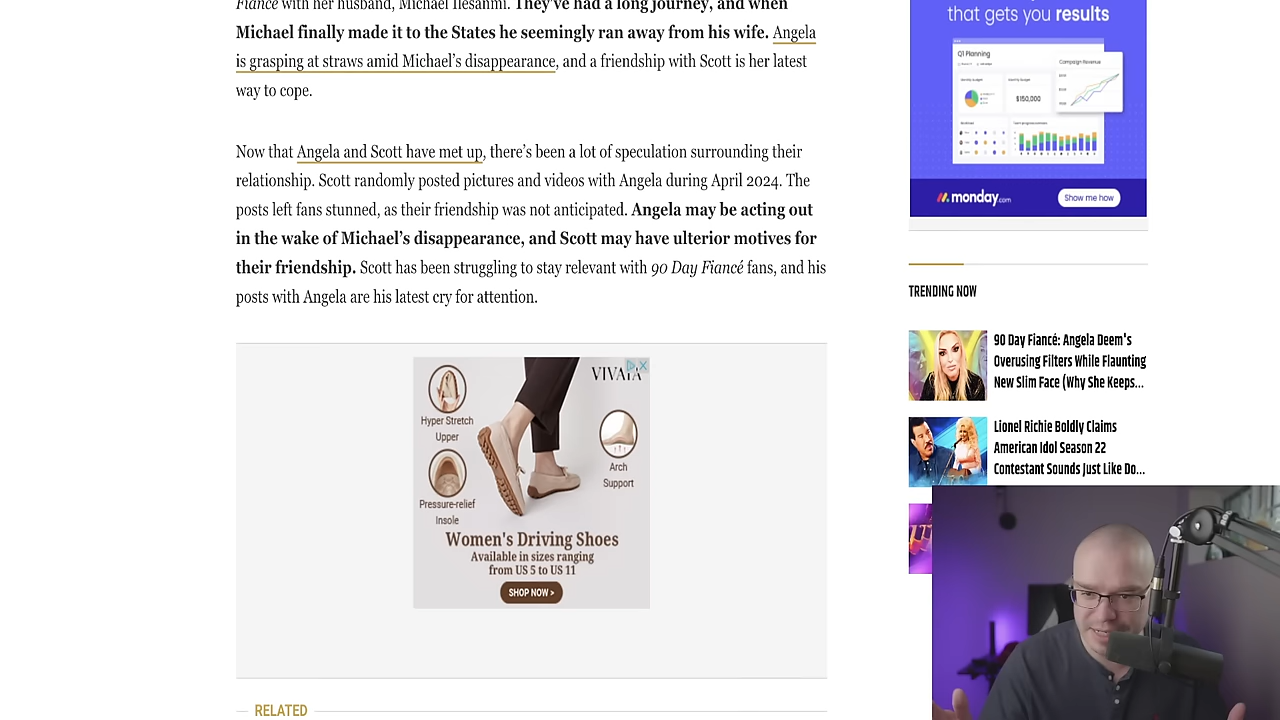 Fiancé with her husband, Michael Ilesanmi. They've had a long journey, and when
Michael finally made it to the States he seemingly ran away from his wife. Angela
is grasping at straws amid Michael's disappearance, and a friendship with Scott is her latest
way to cope.
Now that Angela and Scott have met up, there's been a lot of speculation surrounding their
relationship. Scott randomly posted pictures and videos with Angela during April 2024. The
posts left fans stunned, as their friendship was not anticipated. Angela may be acting out
in the wake of Michael's disappearance, and Scott may have ulterior motives for
their friendship. Scott has been struggling to stay relevant with 90 Day Fiancé fans, and his
posts with Angela are his latest cry for attention.
VIVAIA
Hyper Stretch
Upper
Arch
Support
Pressure-relief
Insole
Women's Driving Shoes
Available in sizes ranging
from US 5 to US 11
SHOP NOW >
RELATED
that gets you results
Q1 Planning
Campaign Revenue
$150,000
monday.com
Show me how
TRENDING NOW
90 Day Fiancé: Angela Deem's
Overusing Filters While Flaunting
New Slim Face (Why She Keeps...
Lionel Richie Boldly Claims
American Idol Season 22
Contestant Sounds Just Like Do...